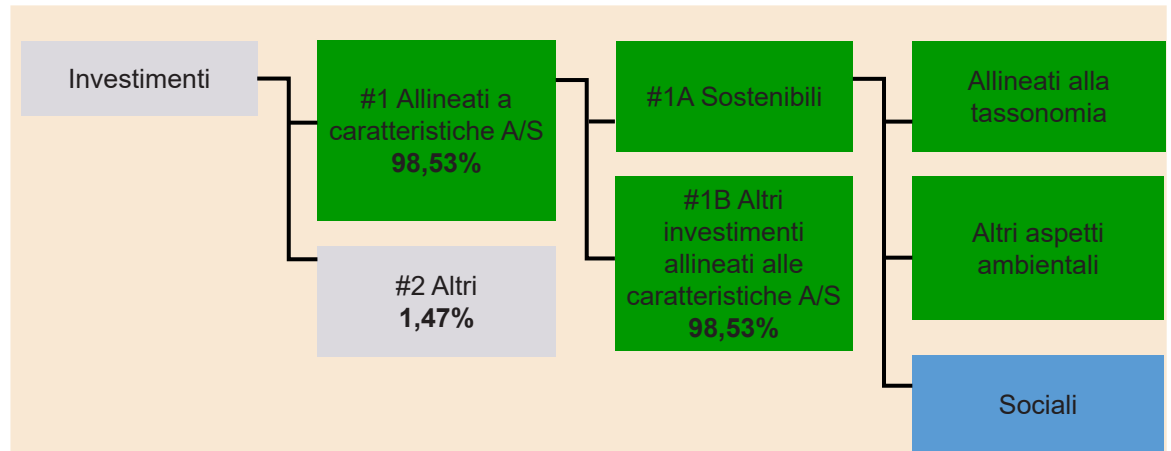 Investimenti
#1 Allineati a
caratteristiche A/S
98,53%
#2 Altri
1,47%
#1A Sostenibili
#1B Altri
investimenti
allineati alle
caratteristiche A/S
98,53%
Allineati alla
tassonomia
Altri aspetti
ambientali
Sociali